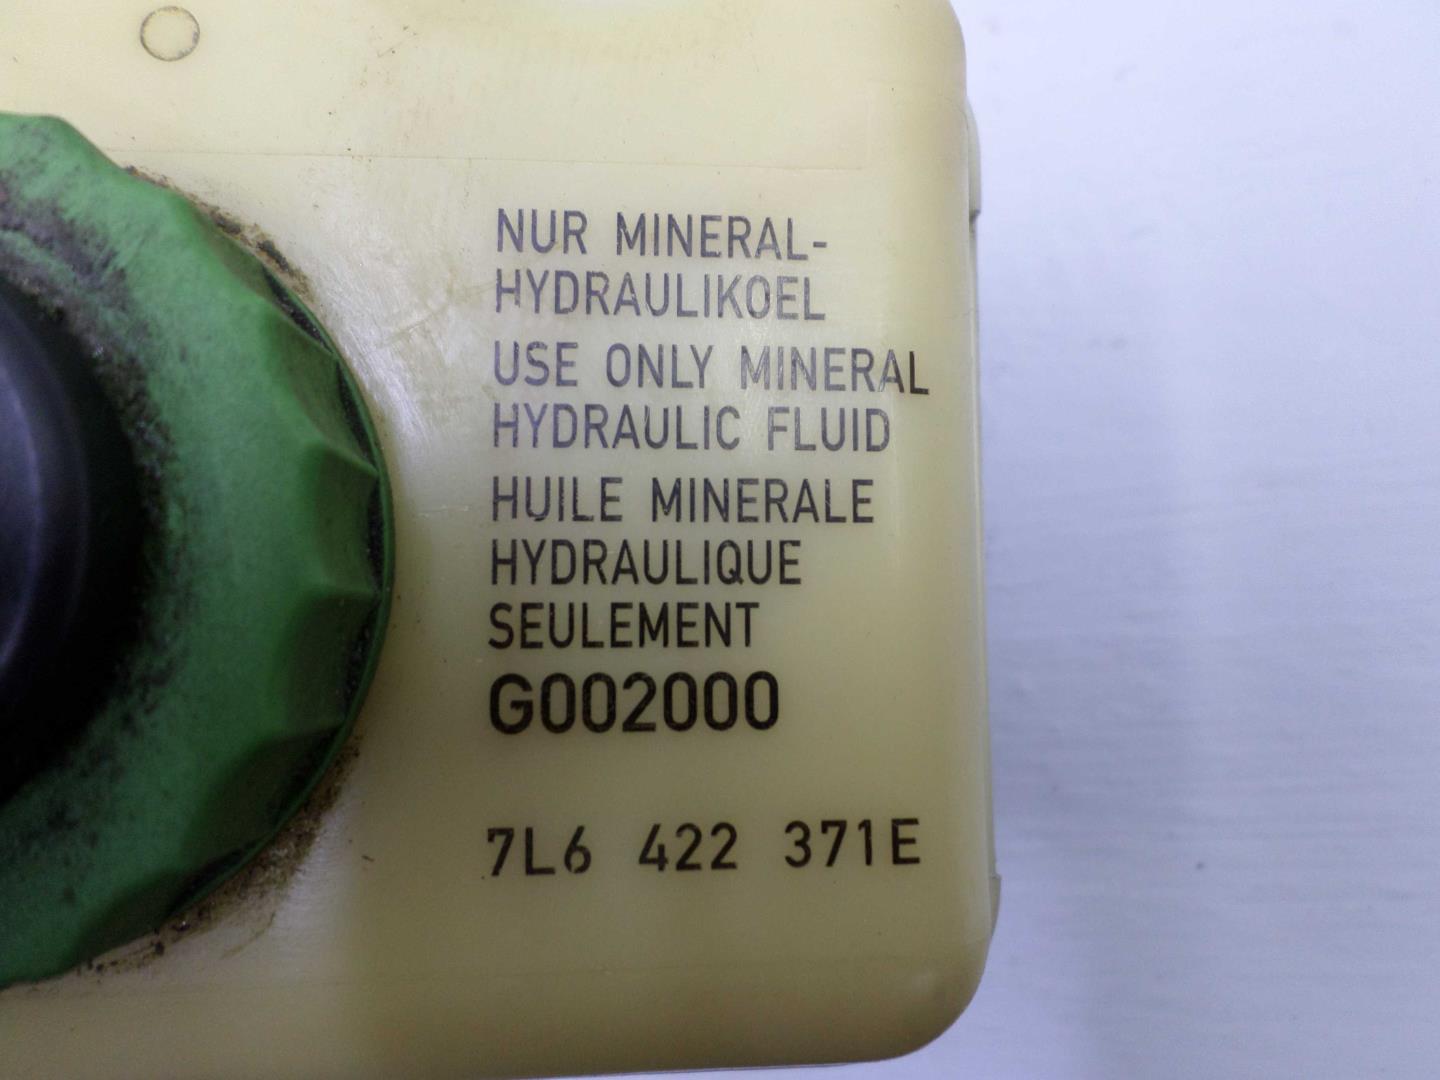 NUR MINERAL-
HYDRAULIKOEL
USE ONLY MINERAL
HYDRAULIC FLUID
HUILE MINERALE
HYDRAULIQUE
SEULEMENT
G002000
7L6 422 371E